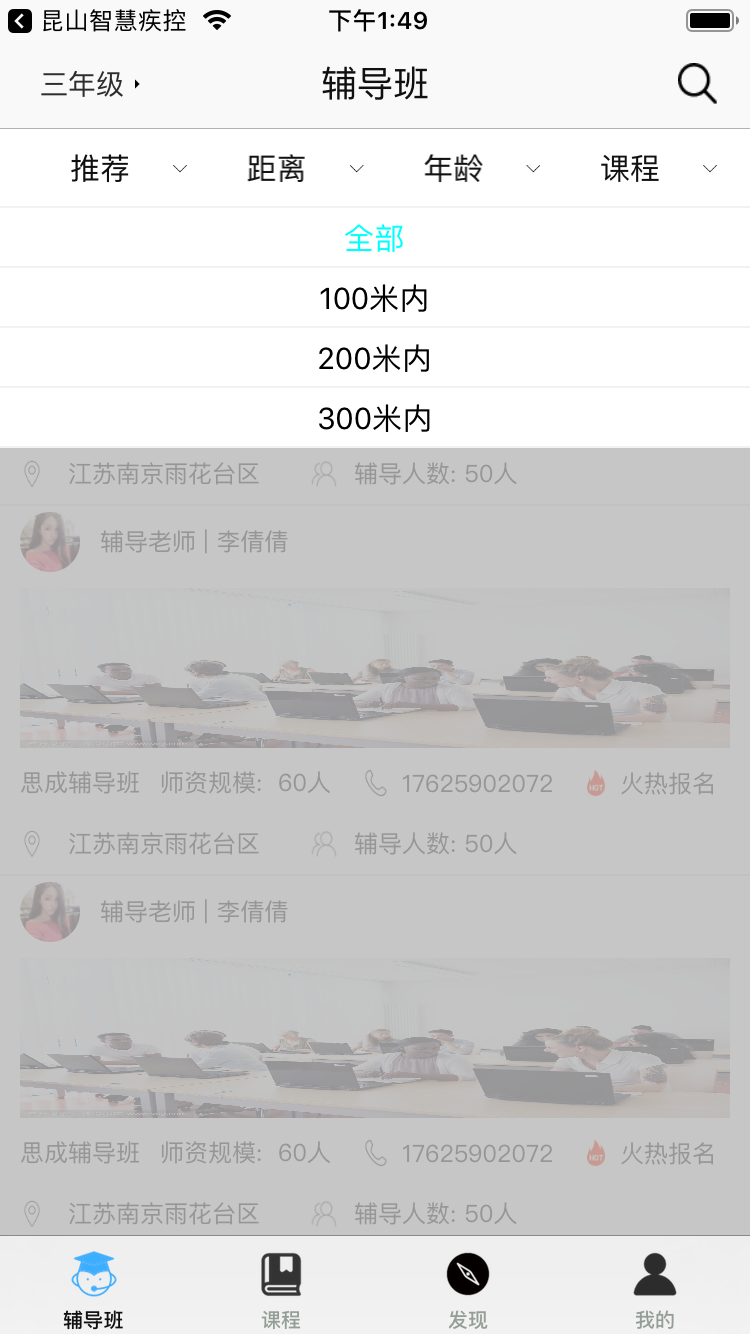 昆山智慧疾控 下午1:49
三年级 辅导班
推荐 距离 年龄 课程
全部
100米内
200米内
300米内
江苏南京雨花台区 辅导人数: 50人
辅导老师 | 李倩倩
思成辅导班 师资规模: 60人 17625902072 HOT 火热报名
江苏南京雨花台区 辅导人数: 50人
辅导老师 | 李倩倩
思成辅导班 师资规模: 60人 17625902072 HOT 火热报名
江苏南京雨花台区 辅导人数: 50人
辅导班 课程 发现 我的